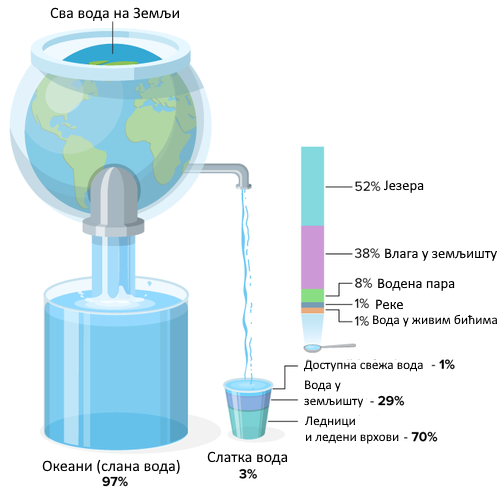 Сва вода на Земљи
52% Језера
38% Влага у земљишту
8% Водена пара
1% Реке
1% Вода у живим бићима
Доступна свежа вода - 1%
Вода у
земљишту - 29%
Ледници
и ледени врхови - 70%
Океани (слана вода)
97%
Слатка вода
3%